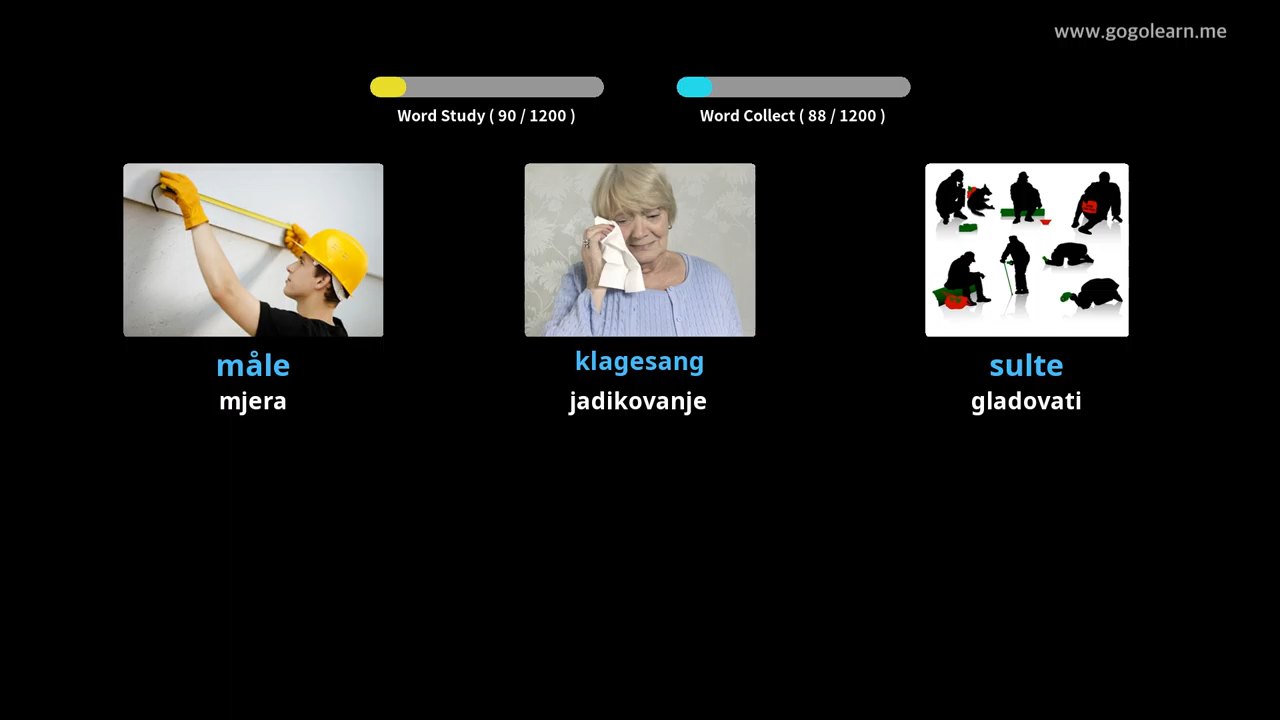 www.gogolearn.me
Word Study ( 90 / 1200 )
Word Collect ( 88 / 1200 )
måle
klagesang
sulte
mjera
jadikovanje
gladovati